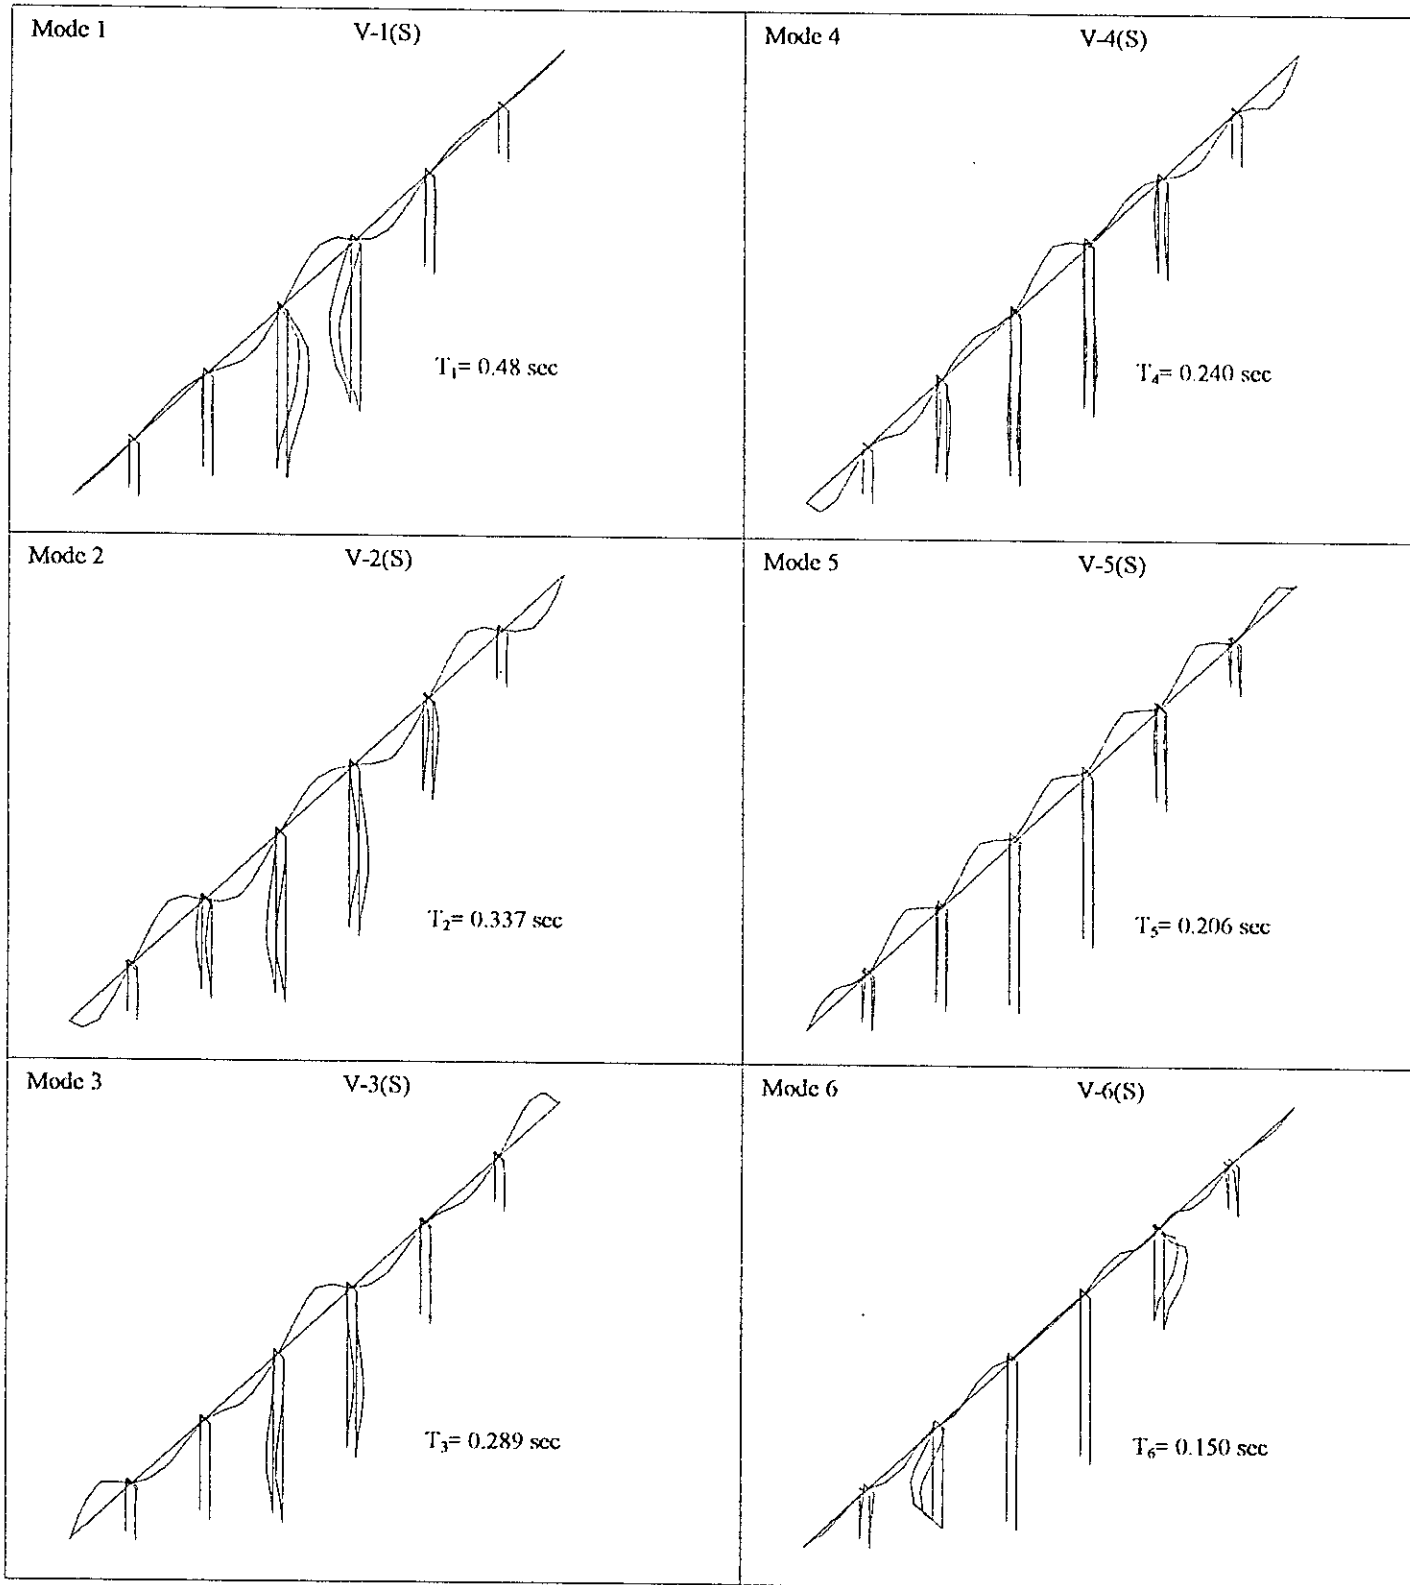 Mode 1
V-1(S)
T1= 0.48 sec
Mode 4
V-4(S)
T4= 0.240 sec
Mode 2
V-2(S)
T2= 0.337 sec
Mode 5
V-5(S)
T5= 0.206 sec
Mode 3
V-3(S)
T3= 0.289 sec
Mode 6
V-6(S)
T6= 0.150 sec